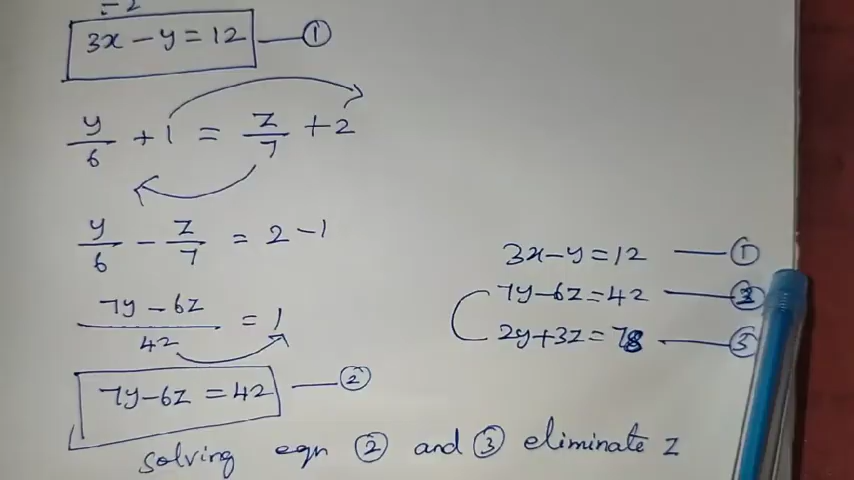 ÷ 2
3x - y = 12 —— ①
y/6 + 1 = z/7 + 2
y/6 - z/7 = 2 - 1
(7y - 6z)/42 = 1
7y - 6z = 42 —— ②
3x - y = 12 —— ①
7y - 6z = 42 —— ②
2y + 3z = 78 —— ③
solving eqn ② and ③ eliminate z